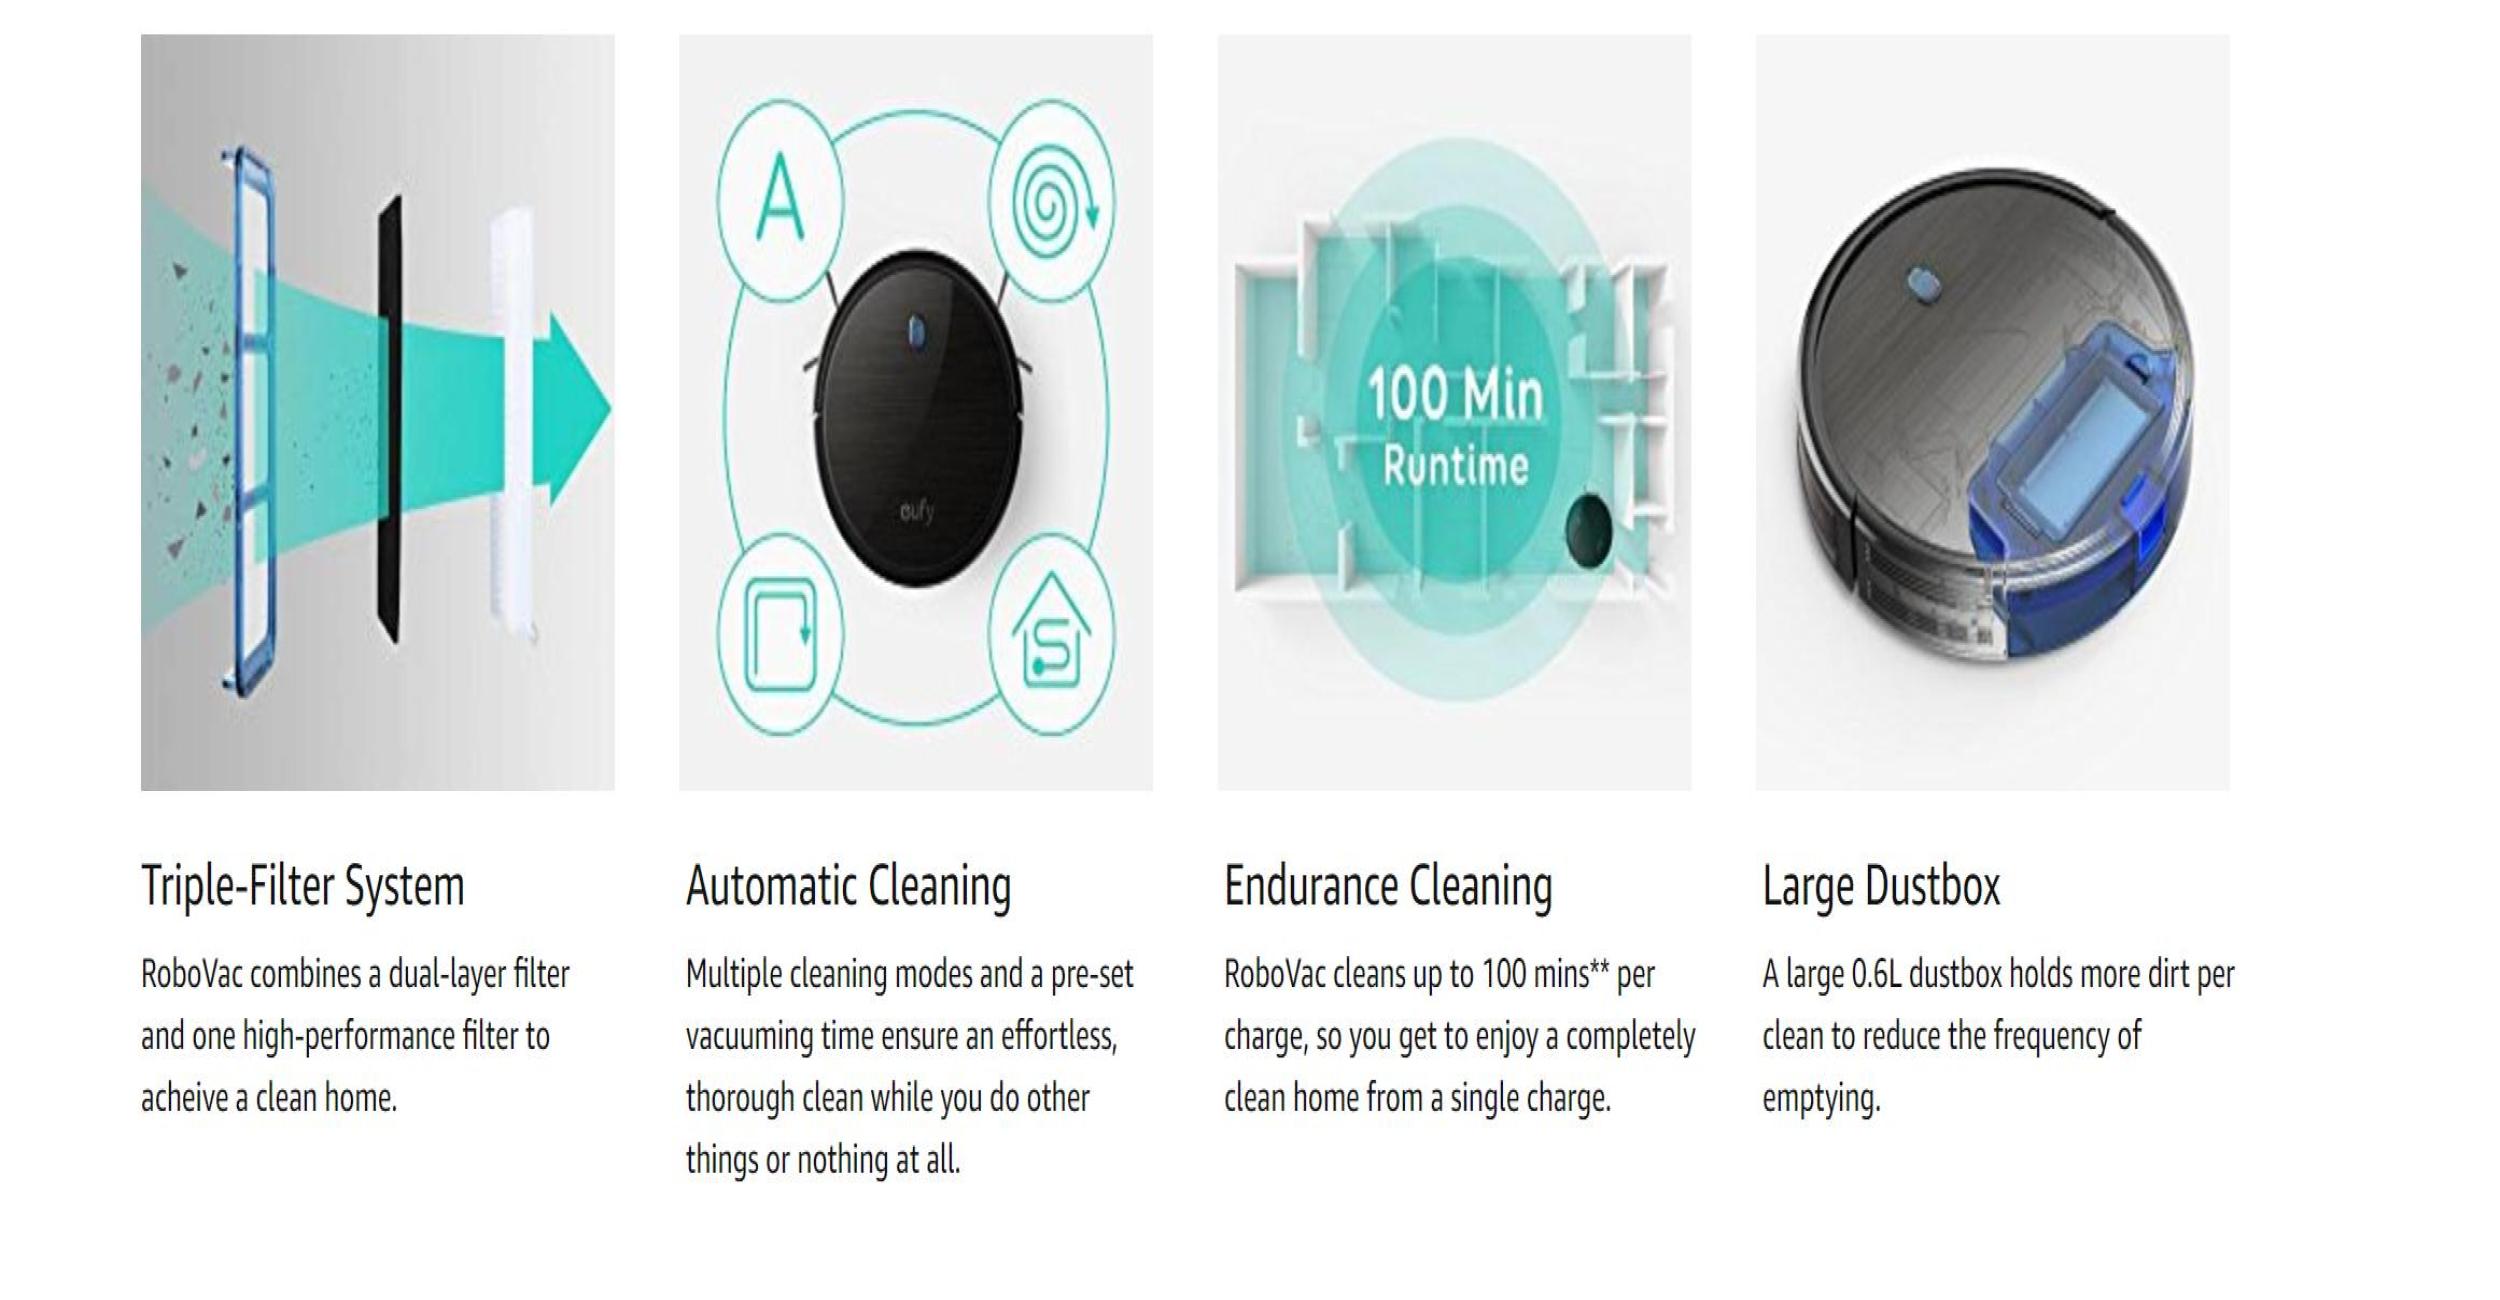 A
eufy
100 Min
Runtime
Triple-Filter System
RoboVac combines a dual-layer filter
and one high-performance filter to
acheive a clean home.
Automatic Cleaning
Multiple cleaning modes and a pre-set
vacuuming time ensure an effortless,
thorough clean while you do other
things or nothing at all.
Endurance Cleaning
RoboVac cleans up to 100 mins** per
charge, so you get to enjoy a completely
clean home from a single charge.
Large Dustbox
A large 0.6L dustbox holds more dirt per
clean to reduce the frequency of
emptying.